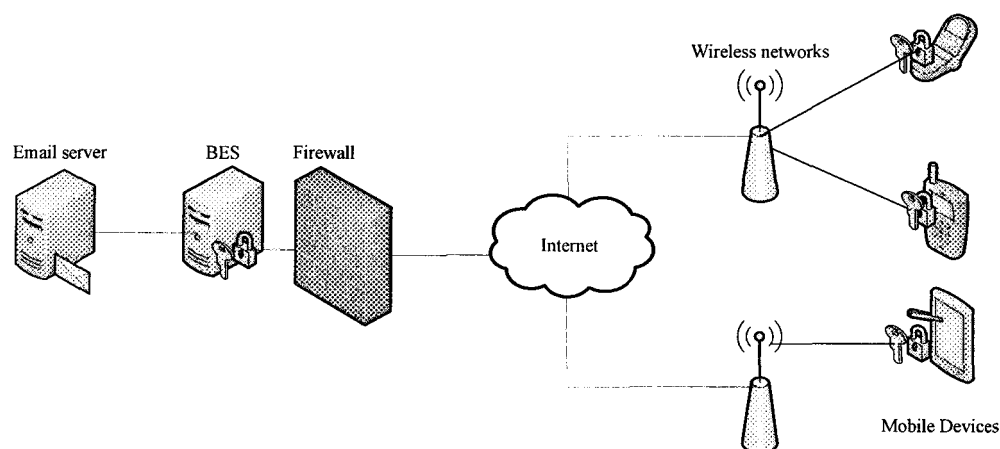 Wireless networks
Email server
BES
Firewall
Internet
Mobile Devices